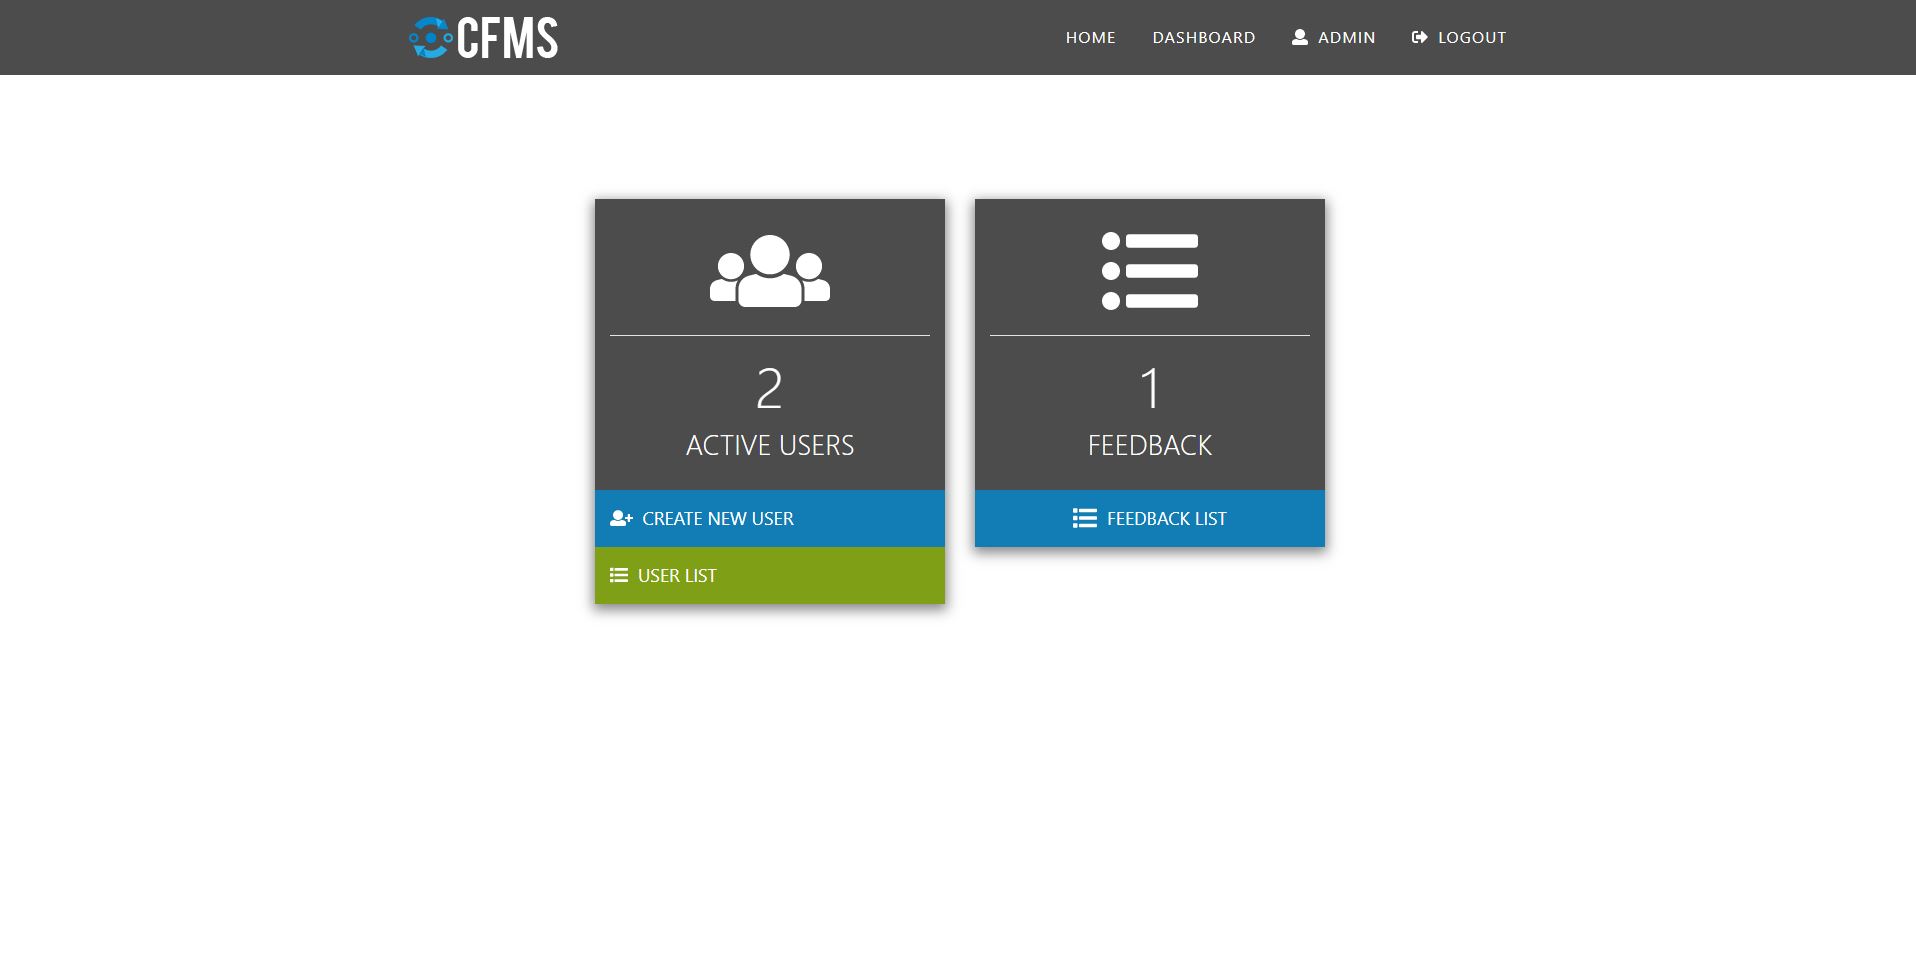 CFMS
HOME DASHBOARD ADMIN LOGOUT
2
ACTIVE USERS
CREATE NEW USER
USER LIST
1
FEEDBACK
FEEDBACK LIST